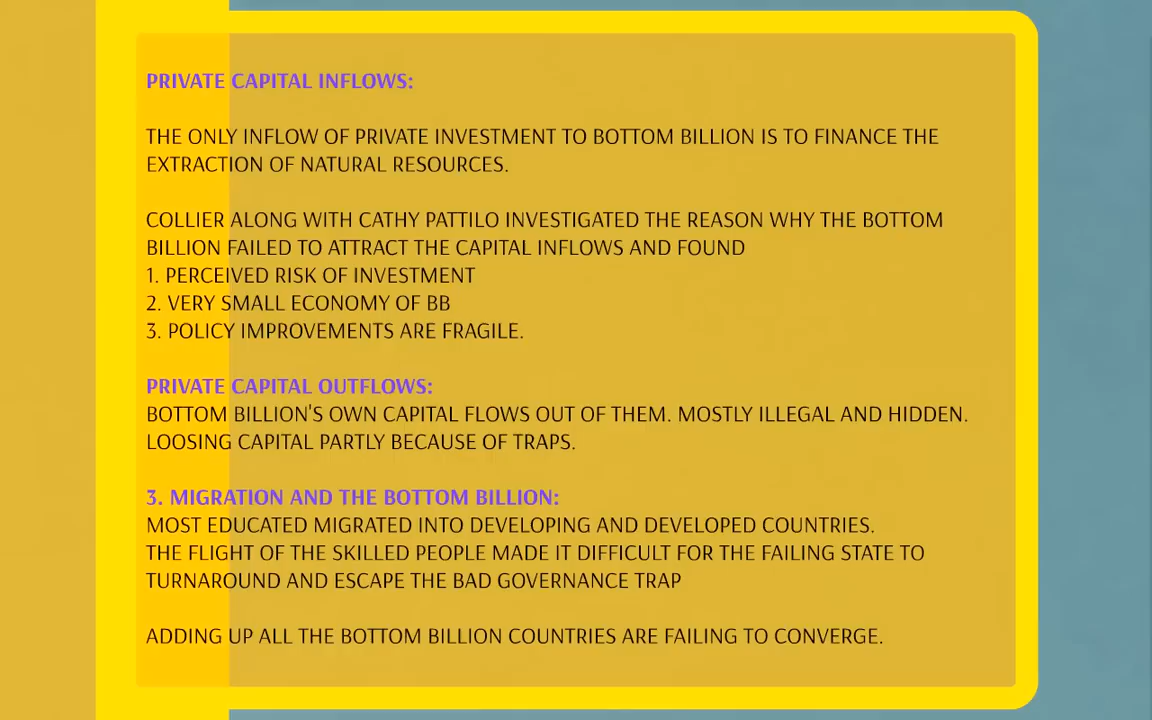 PRIVATE CAPITAL INFLOWS:
THE ONLY INFLOW OF PRIVATE INVESTMENT TO BOTTOM BILLION IS TO FINANCE THE
EXTRACTION OF NATURAL RESOURCES.
COLLIER ALONG WITH CATHY PATTILO INVESTIGATED THE REASON WHY THE BOTTOM
BILLION FAILED TO ATTRACT THE CAPITAL INFLOWS AND FOUND
1. PERCEIVED RISK OF INVESTMENT
2. VERY SMALL ECONOMY OF BB
3. POLICY IMPROVEMENTS ARE FRAGILE.
PRIVATE CAPITAL OUTFLOWS:
BOTTOM BILLION'S OWN CAPITAL FLOWS OUT OF THEM. MOSTLY ILLEGAL AND HIDDEN.
LOOSING CAPITAL PARTLY BECAUSE OF TRAPS.
3. MIGRATION AND THE BOTTOM BILLION:
MOST EDUCATED MIGRATED INTO DEVELOPING AND DEVELOPED COUNTRIES.
THE FLIGHT OF THE SKILLED PEOPLE MADE IT DIFFICULT FOR THE FAILING STATE TO
TURNAROUND AND ESCAPE THE BAD GOVERNANCE TRAP
ADDING UP ALL THE BOTTOM BILLION COUNTRIES ARE FAILING TO CONVERGE.